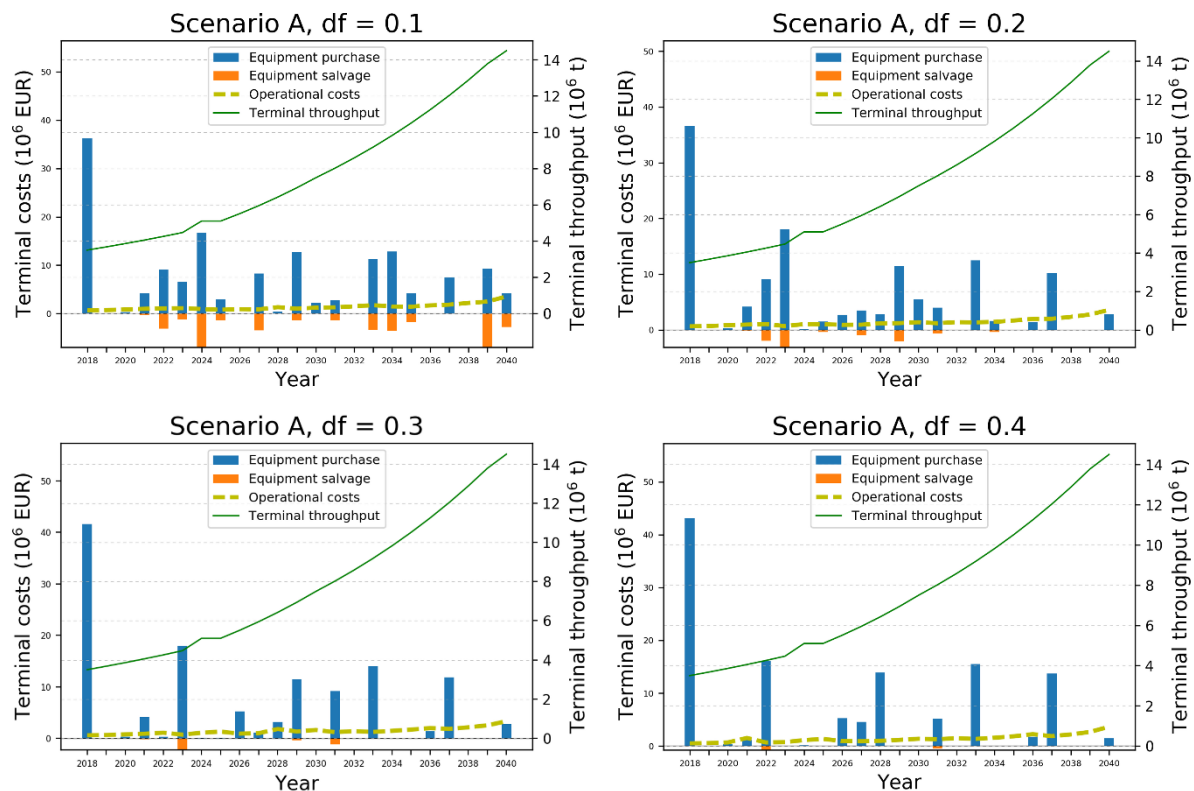 Scenario A, df = 0.1
Terminal costs (10⁶ EUR)
50
40
30
20
10
0
Equipment purchase
Equipment salvage
Operational costs
Terminal throughput
14
12
10
8
6
4
2
0
Terminal throughput (10⁶ t)
2018 2020 2022 2024 2026 2028 2030 2032 2034 2036 2038 2040
Year
Scenario A, df = 0.2
Terminal costs (10⁶ EUR)
50
40
30
20
10
0
Equipment purchase
Equipment salvage
Operational costs
Terminal throughput
14
12
10
8
6
4
2
0
Terminal throughput (10⁶ t)
2018 2020 2022 2024 2026 2028 2030 2032 2034 2036 2038 2040
Year
Scenario A, df = 0.3
Terminal costs (10⁶ EUR)
50
40
30
20
10
0
Equipment purchase
Equipment salvage
Operational costs
Terminal throughput
14
12
10
8
6
4
2
0
Terminal throughput (10⁶ t)
2018 2020 2022 2024 2026 2028 2030 2032 2034 2036 2038 2040
Year
Scenario A, df = 0.4
Terminal costs (10⁶ EUR)
50
40
30
20
10
0
Equipment purchase
Equipment salvage
Operational costs
Terminal throughput
14
12
10
8
6
4
2
0
Terminal throughput (10⁶ t)
2018 2020 2022 2024 2026 2028 2030 2032 2034 2036 2038 2040
Year